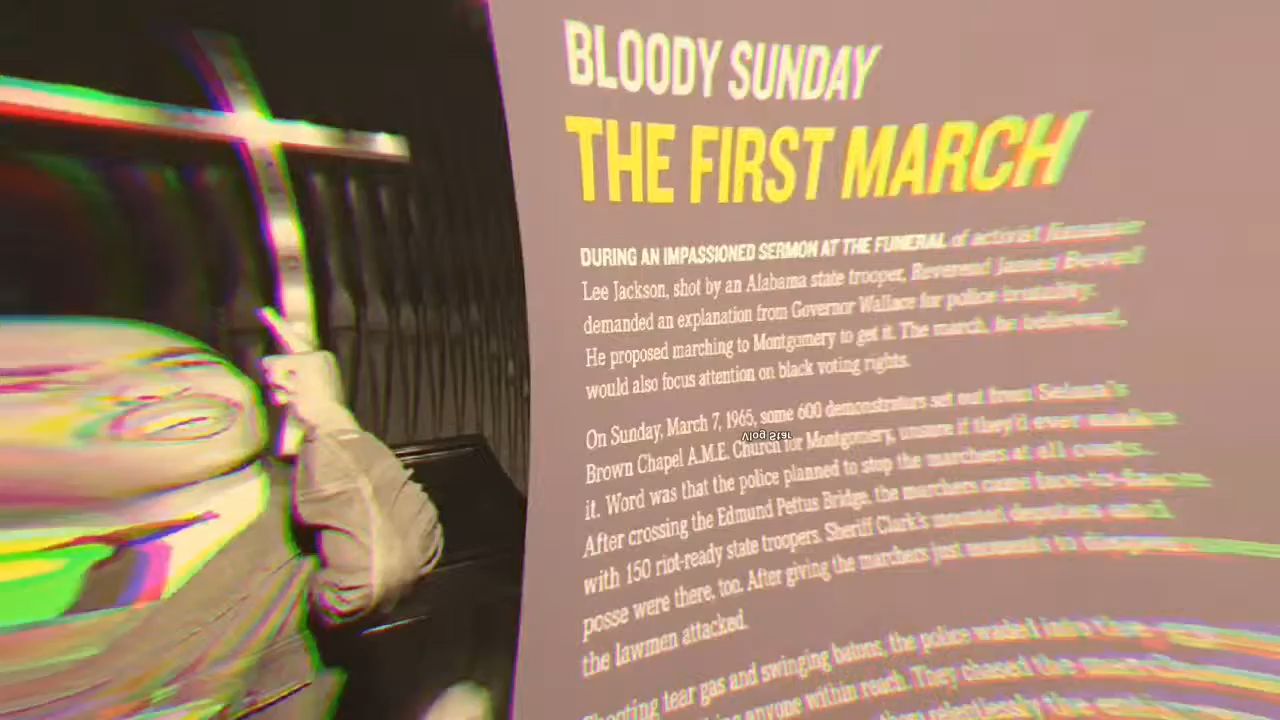 BLOODY SUNDAY
THE FIRST MARCH
DURING AN IMPASSIONED SERMON AT THE FUNERAL of activist
Lee Jackson, shot by an Alabama state trooper, Reverend James
demanded an explanation from Governor Wallace for police brutality.
He proposed marching to Montgomery to get it. The march, he believed,
would also focus attention on black voting rights.
On Sunday, March 7, 1965, some 600 demonstrators set out from Selma's
Brown Chapel A.M.E. Church for Montgomery, unsure if they'd ever
Vlog Star
it. Word was that the police planned to stop the marchers at all costs.
After crossing the Edmund Pettus Bridge, the marchers came face-to-face
with 150 riot-ready state troopers. Sheriff Clark's mounted deputies
posse were there, too. After giving the marchers just moments to
the lawmen attacked.
Shooting tear gas and swinging batons, the police waded into the
anyone within reach. They chased the
relentlessly